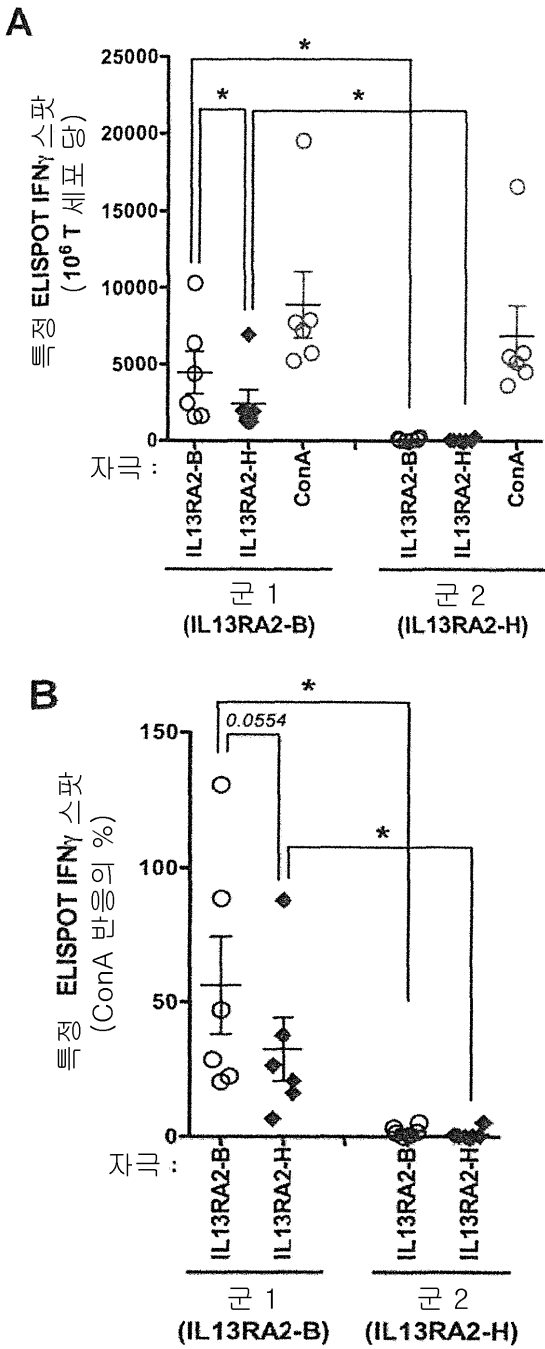 A
특정 ELISPOT IFNγ 스팟
(10⁶ T 세포 당)
25000
20000
15000
10000
5000
0
*
*
*
자극 :
IL13RA2-B
IL13RA2-H
ConA
IL13RA2-B
IL13RA2-H
ConA
군 1
(IL13RA2-B)
군 2
(IL13RA2-H)
B
특정 ELISPOT IFNγ 스팟
(ConA 반응의 %)
150
100
50
0
*
0.0554
*
자극 :
IL13RA2-B
IL13RA2-H
IL13RA2-B
IL13RA2-H
군 1
(IL13RA2-B)
군 2
(IL13RA2-H)